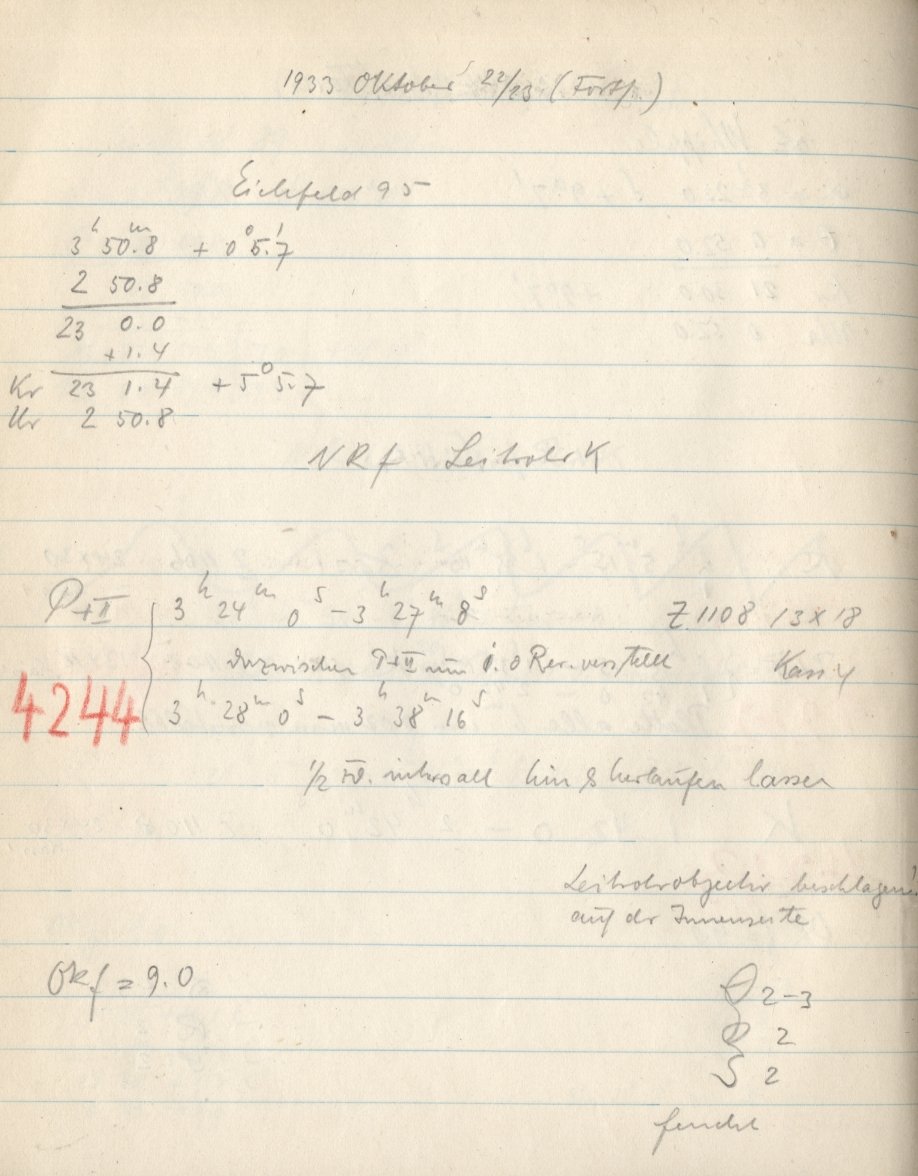 1933 Oktober 22/23 (Forts.)
Eichfeld 95
3ʰ 50.8ᵐ + 0° 5.7'
2 50.8
23 0.0
+1.4
Kr 23 1.4 + 5° 5.7
Ur 2 50.8
NRf Leitrohr K
P+II 3ʰ 24ᵐ 0ˢ – 3ʰ 27ᵐ 8ˢ Z 1108 13×18
inzwischen P+II um 1.0 Rev. verstellt Kass 4
4244 3ʰ 28ᵐ 0ˢ – 3ʰ 38ᵐ 16ˢ
1/2 intervall hin & herlaufen lassen
Leitrohrobjectiv beschlagen
auf der Innenseite
Okf = 9.0
2–3
R 2
S 2
feucht